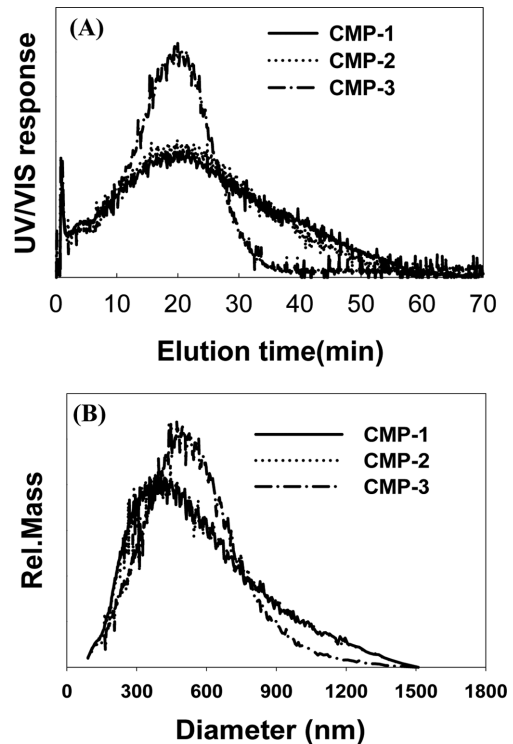 (A)
CMP-1
CMP-2
CMP-3
UV/VIS response
0 10 20 30 40 50 60 70
Elution time(min)
(B)
CMP-1
CMP-2
CMP-3
Rel.Mass
0 300 600 900 1200 1500 1800
Diameter (nm)